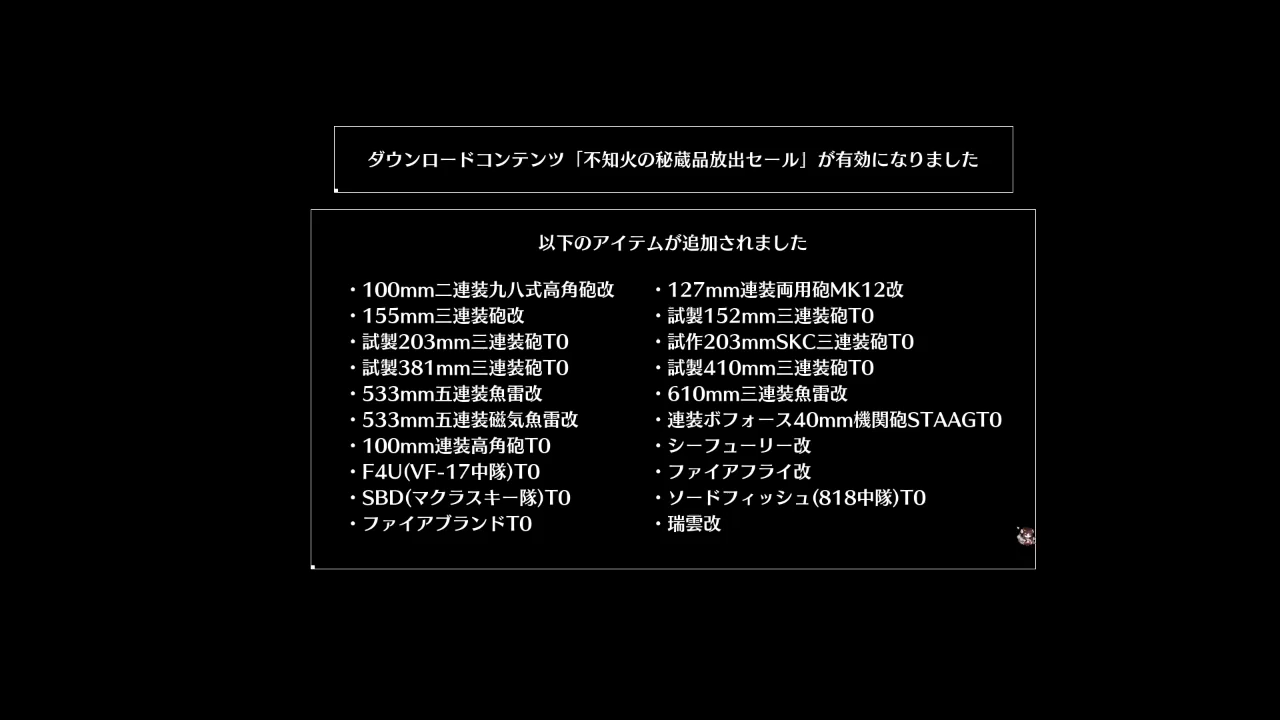 ダウンロードコンテンツ「不知火の秘蔵品放出セール」が有効になりました
以下のアイテムが追加されました
・100mm二連装九八式高角砲改
・155mm三連装砲改
・試製203mm三連装砲T0
・試製381mm三連装砲T0
・533mm五連装魚雷改
・533mm五連装磁気魚雷改
・100mm連装高角砲T0
・F4U(VF-17中隊)T0
・SBD(マクラスキー隊)T0
・ファイアブランドT0
・127mm連装両用砲MK12改
・試製152mm三連装砲T0
・試作203mmSKC三連装砲T0
・試製410mm三連装砲T0
・610mm三連装魚雷改
・連装ボフォース40mm機関砲STAAGT0
・シーフューリー改
・ファイアフライ改
・ソードフィッシュ(818中隊)T0
・瑞雲改